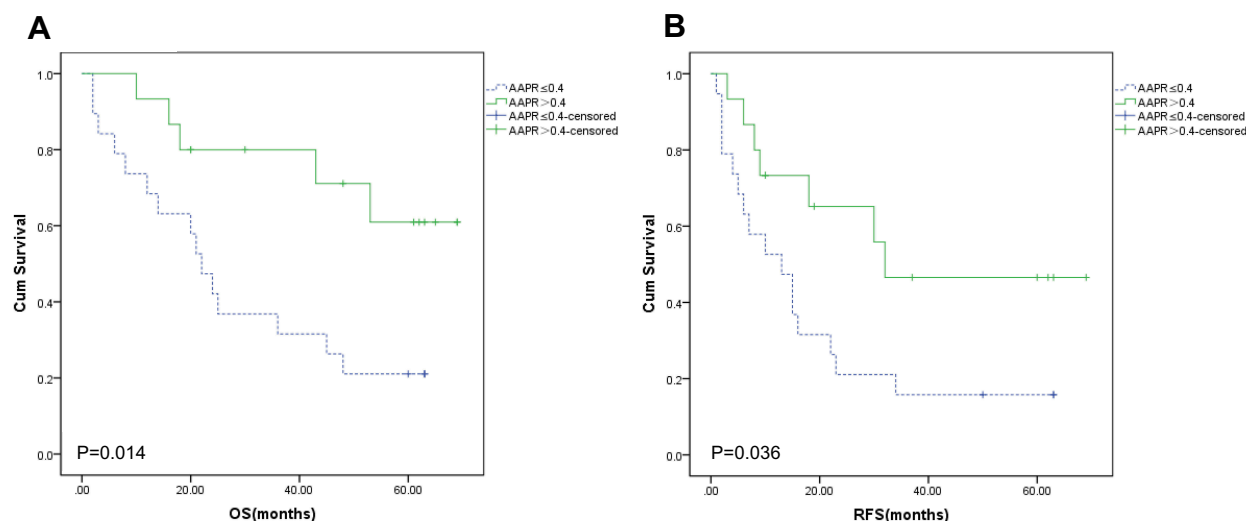 A
1.0
0.8
0.6
0.4
0.2
0.0
Cum Survival
P=0.014
.00
20.00
40.00
60.00
OS(months)
AAPR≤0.4
AAPR＞0.4
AAPR≤0.4-censored
AAPR＞0.4-censored
B
1.0
0.8
0.6
0.4
0.2
0.0
Cum Survival
P=0.036
.00
20.00
40.00
60.00
RFS(months)
AAPR≤0.4
AAPR＞0.4
AAPR≤0.4-censored
AAPR＞0.4-censored